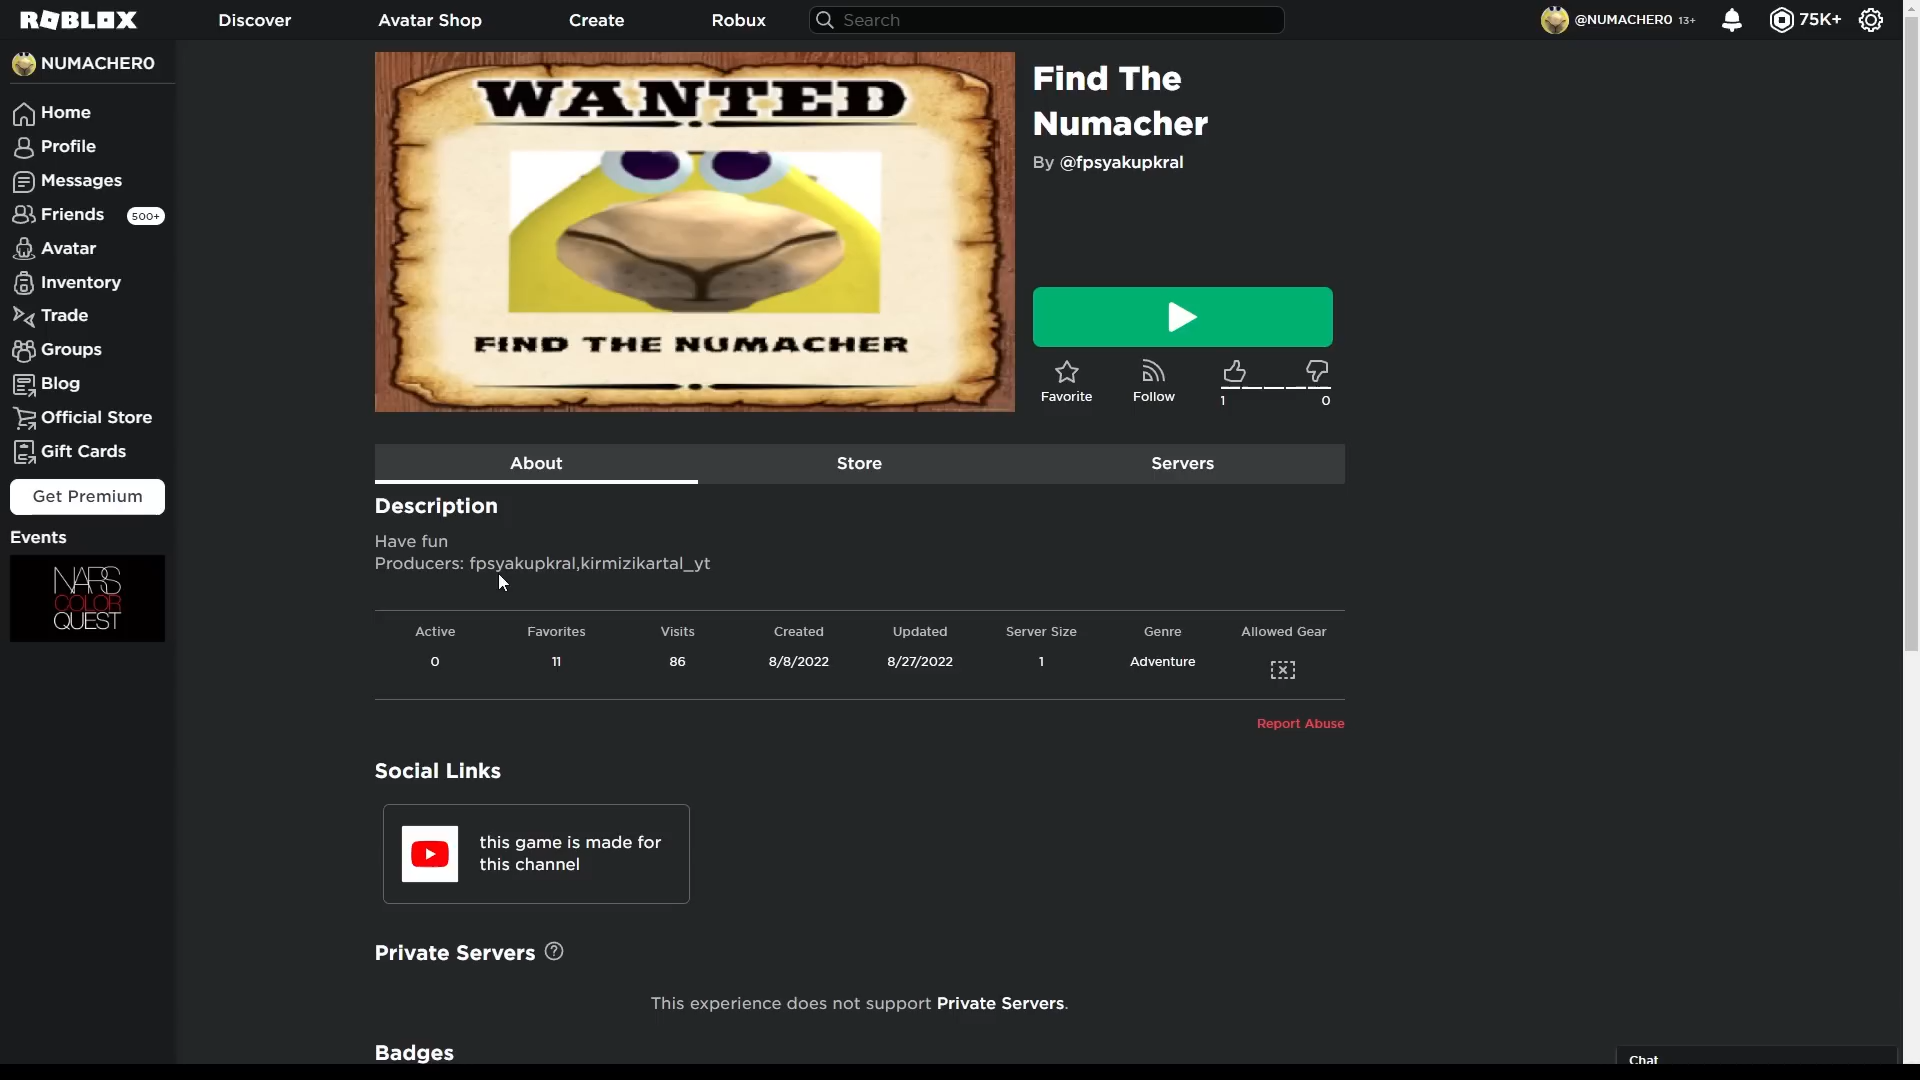 ROBLOX
Discover
Avatar Shop
Create
Robux
Search
@NUMACHER0 13+
75K+
NUMACHER0
Home
Profile
Messages
Friends 500+
Avatar
Inventory
Trade
Groups
Blog
Official Store
Gift Cards
Get Premium
Events
NARS
COLOR
QUEST
WANTED
FIND THE NUMACHER
Find The
Numacher
By @fpsyakupkral
Favorite
Follow
1
0
About
Store
Servers
Description
Have fun
Producers: fpsyakupkral,kirmizikartal_yt
Active Favorites Visits Created Updated Server Size Genre Allowed Gear
0 11 86 8/8/2022 8/27/2022 1 Adventure
Report Abuse
Social Links
this game is made for
this channel
Private Servers ?
This experience does not support Private Servers.
Badges
Chat